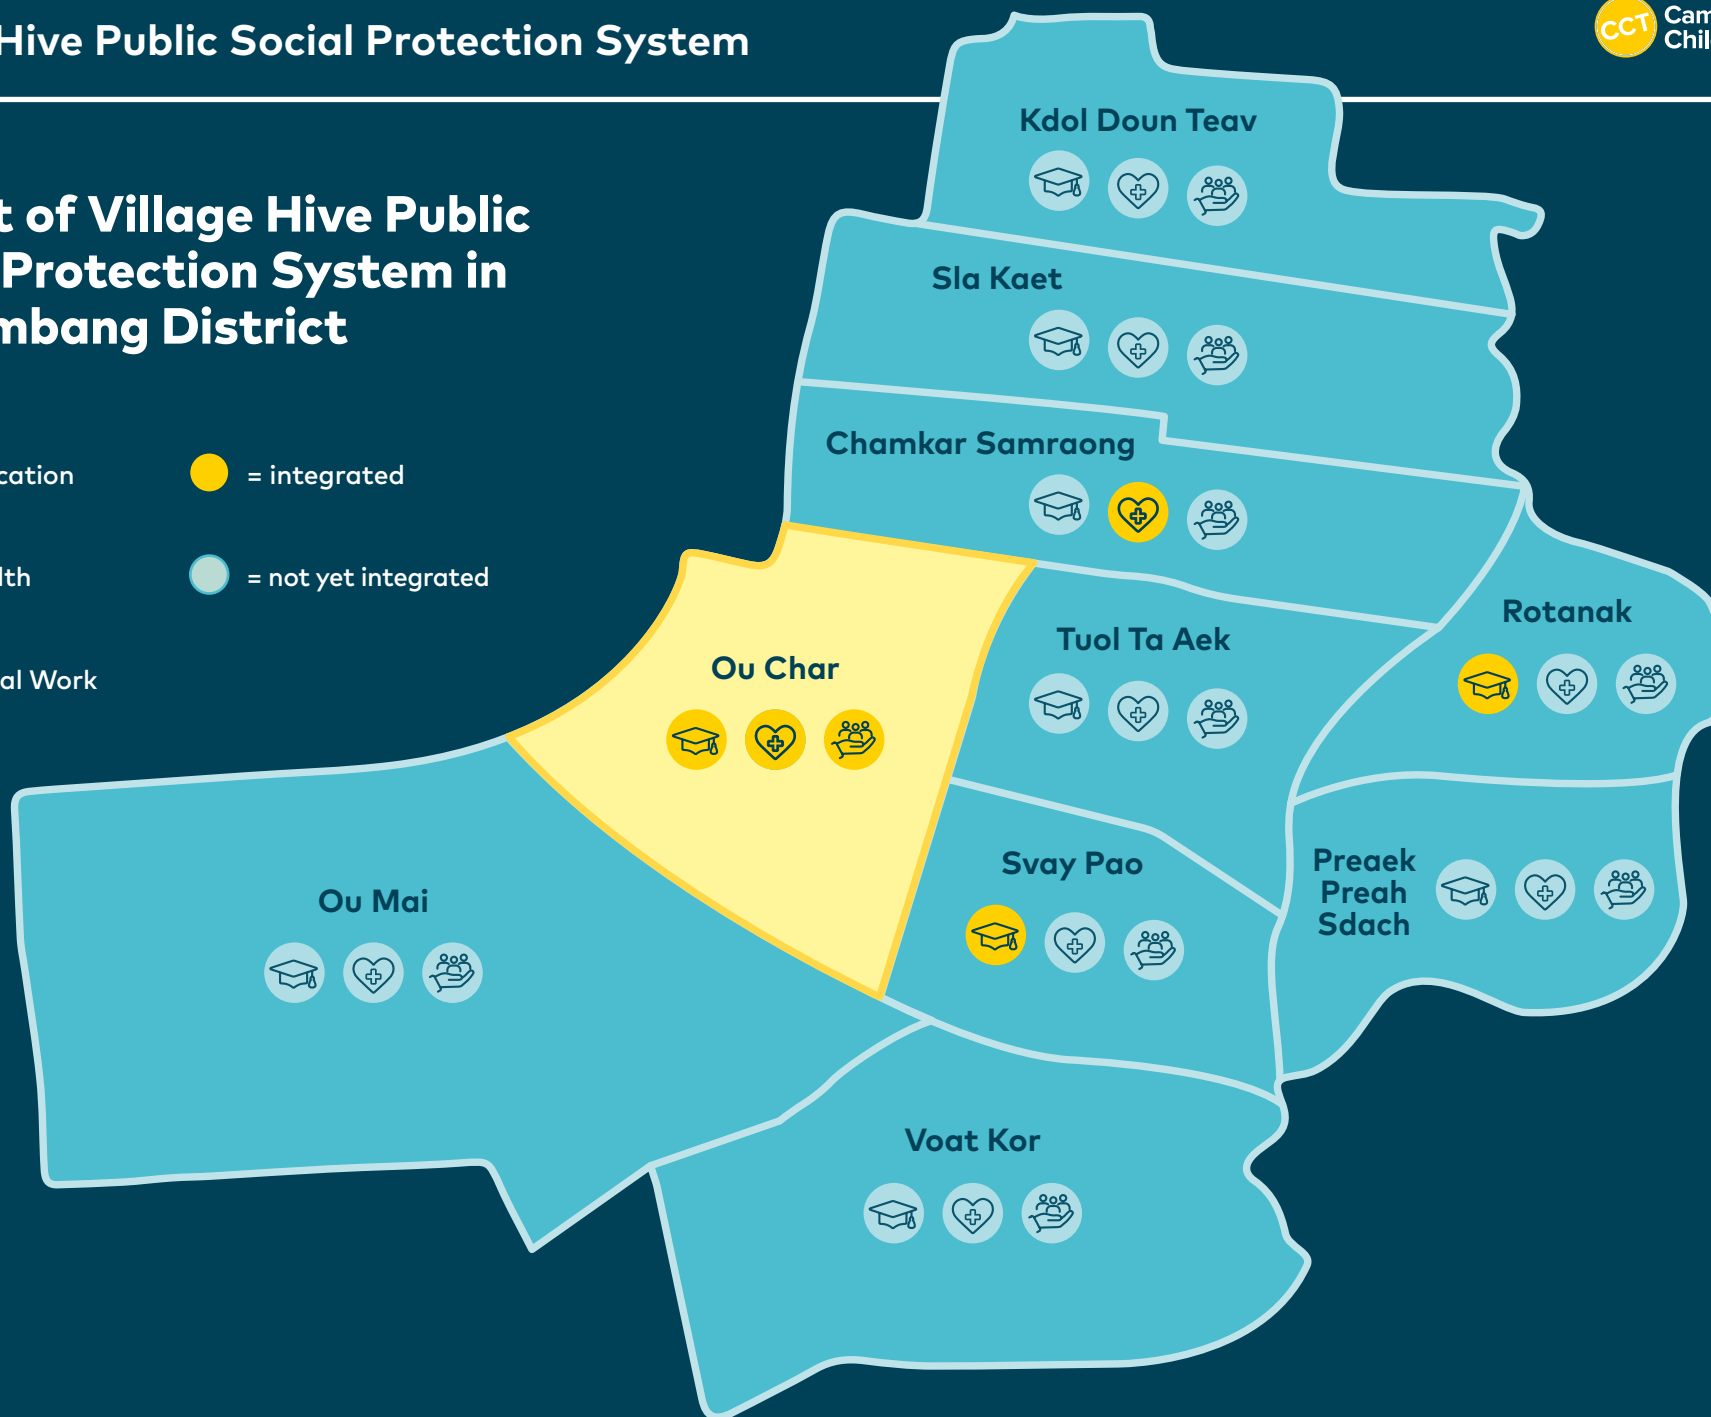 Hive Public Social Protection System
CCT
Cam
Chil
t of Village Hive Public
Protection System in
mbang District
cation
= integrated
lth
= not yet integrated
al Work
Kdol Doun Teav
Sla Kaet
Chamkar Samraong
Rotanak
Tuol Ta Aek
Ou Char
Svay Pao
Preaek
Preah
Sdach
Ou Mai
Voat Kor